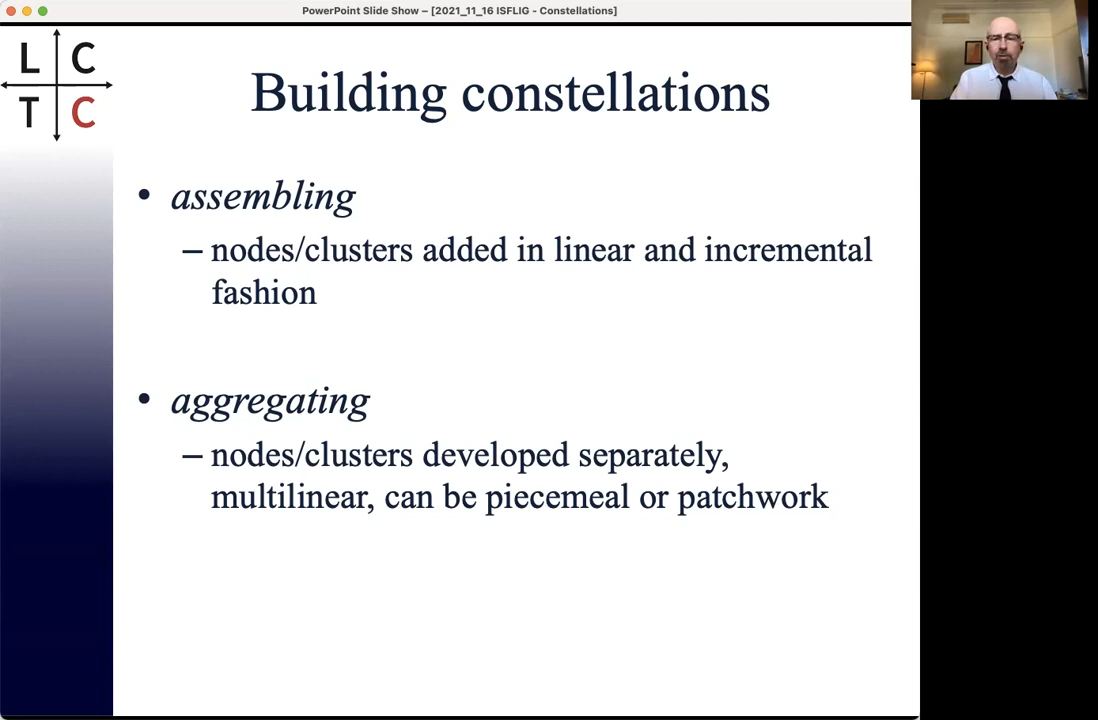 PowerPoint Slide Show – [2021_11_16 ISFLIG - Constellations]
L C
T C
Building constellations
• assembling
– nodes/clusters added in linear and incremental
fashion
• aggregating
– nodes/clusters developed separately,
multilinear, can be piecemeal or patchwork